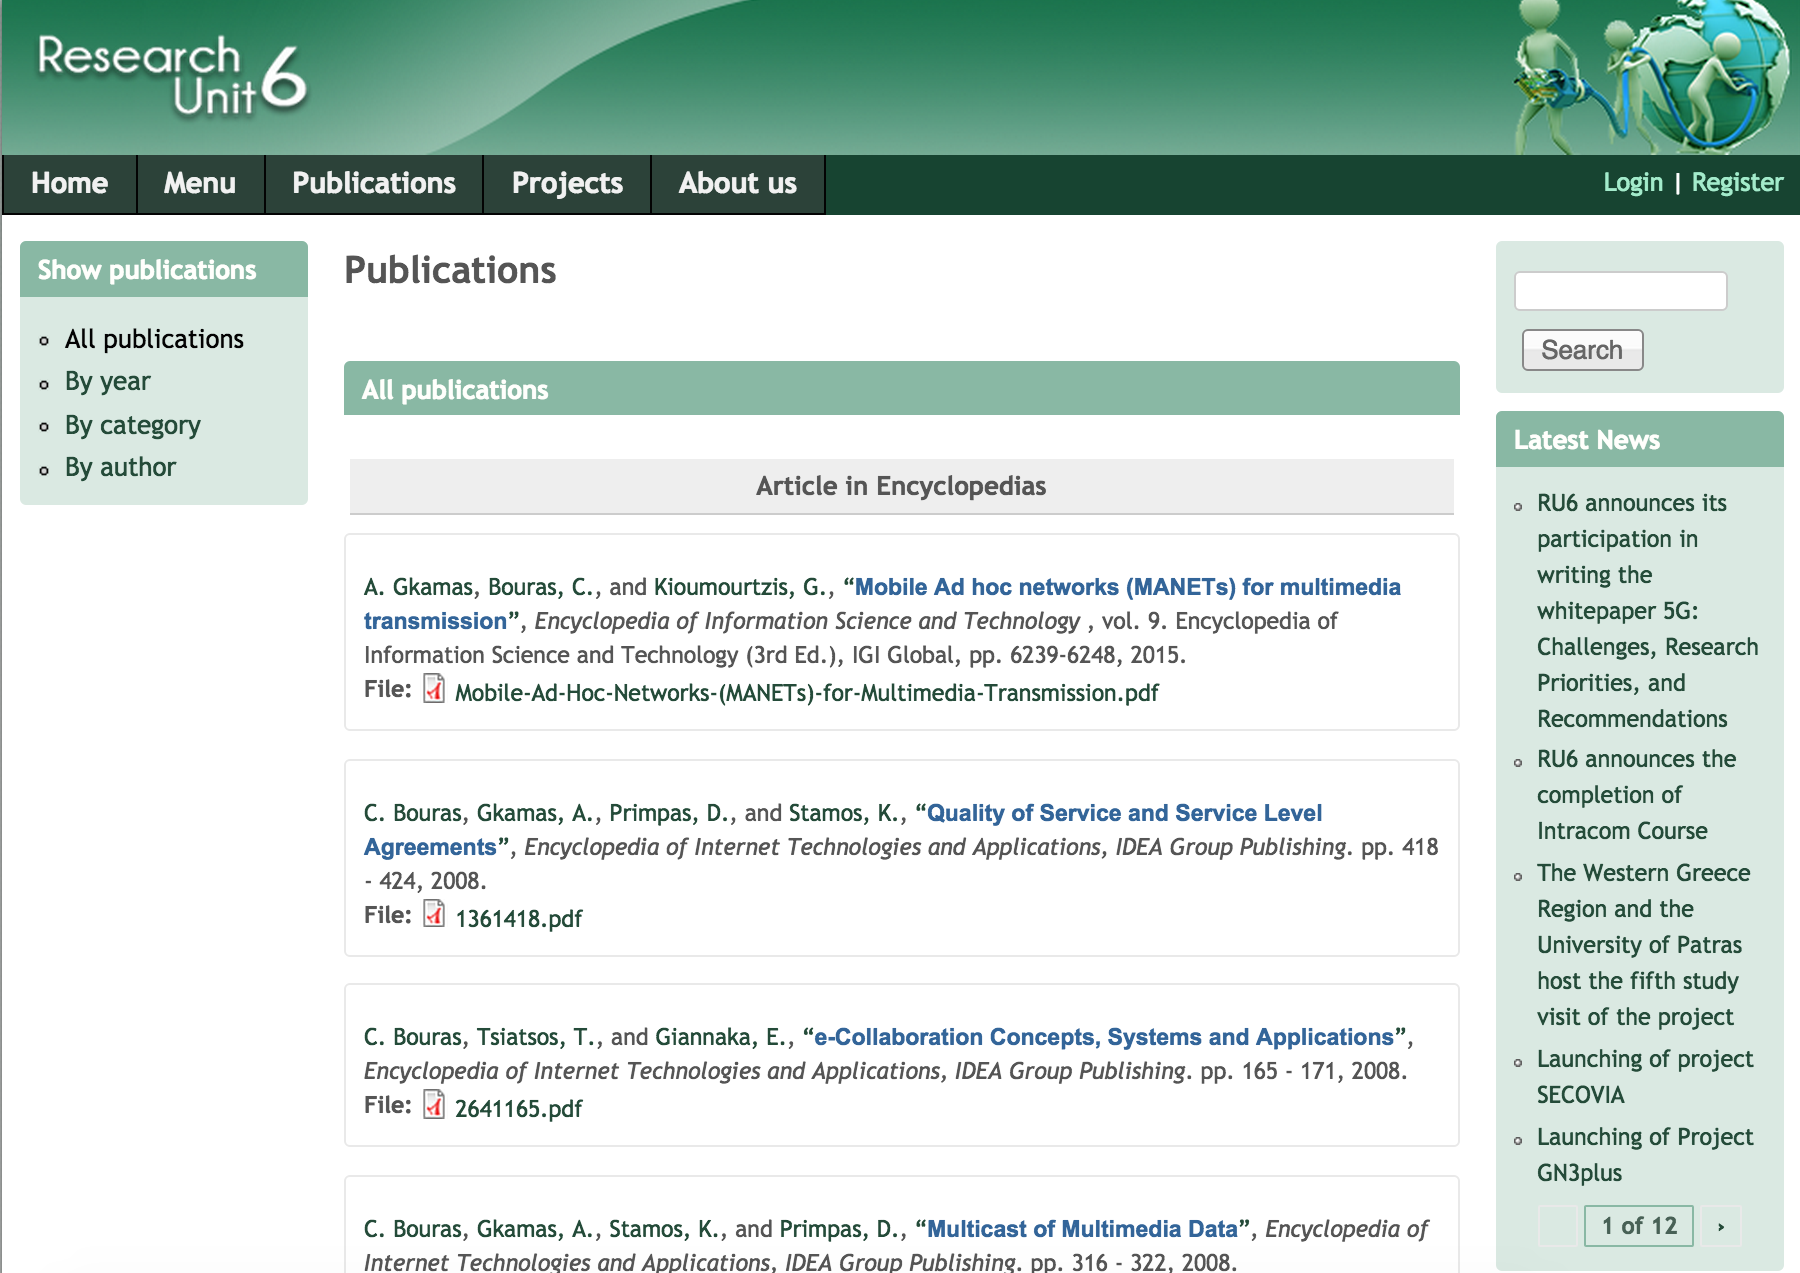 Research
Unit 6
Home
Menu
Publications
Projects
About us
Login | Register
Show publications
All publications
By year
By category
By author
Publications
All publications
Article in Encyclopedias
A. Gkamas, Bouras, C., and Kioumourtzis, G., “Mobile Ad hoc networks (MANETs) for multimedia
transmission”, Encyclopedia of Information Science and Technology , vol. 9. Encyclopedia of
Information Science and Technology (3rd Ed.), IGI Global, pp. 6239-6248, 2015.
File: Mobile-Ad-Hoc-Networks-(MANETs)-for-Multimedia-Transmission.pdf
C. Bouras, Gkamas, A., Primpas, D., and Stamos, K., “Quality of Service and Service Level
Agreements”, Encyclopedia of Internet Technologies and Applications, IDEA Group Publishing. pp. 418
- 424, 2008.
File: 1361418.pdf
C. Bouras, Tsiatsos, T., and Giannaka, E., “e-Collaboration Concepts, Systems and Applications”,
Encyclopedia of Internet Technologies and Applications, IDEA Group Publishing. pp. 165 - 171, 2008.
File: 2641165.pdf
C. Bouras, Gkamas, A., Stamos, K., and Primpas, D., “Multicast of Multimedia Data”, Encyclopedia of
Internet Technologies and Applications, IDEA Group Publishing. pp. 316 - 322, 2008.
Search
Latest News
RU6 announces its
participation in
writing the
whitepaper 5G:
Challenges, Research
Priorities, and
Recommendations
RU6 announces the
completion of
Intracom Course
The Western Greece
Region and the
University of Patras
host the fifth study
visit of the project
Launching of project
SECOVIA
Launching of Project
GN3plus
1 of 12 ›